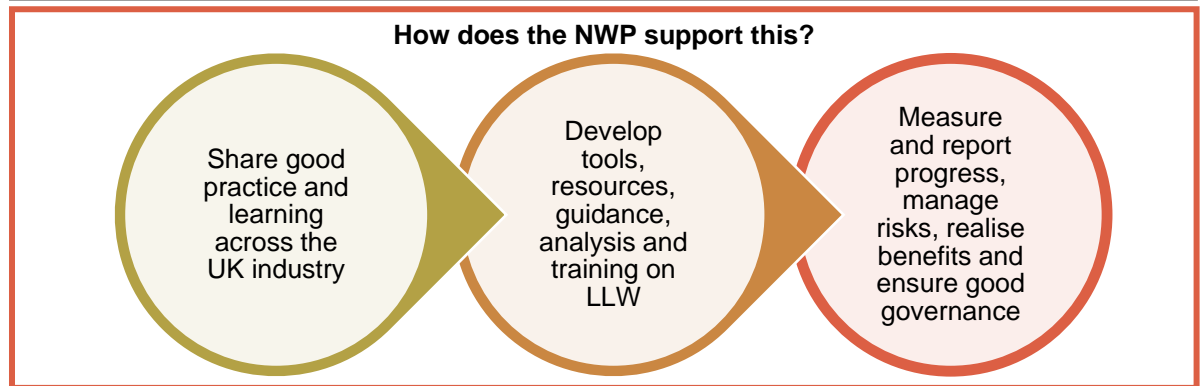 How does the NWP support this?
Share good
practice and
learning
across the
UK industry
Develop
tools,
resources,
guidance,
analysis and
training on
LLW
Measure
and report
progress,
manage
risks, realise
benefits and
ensure good
governance